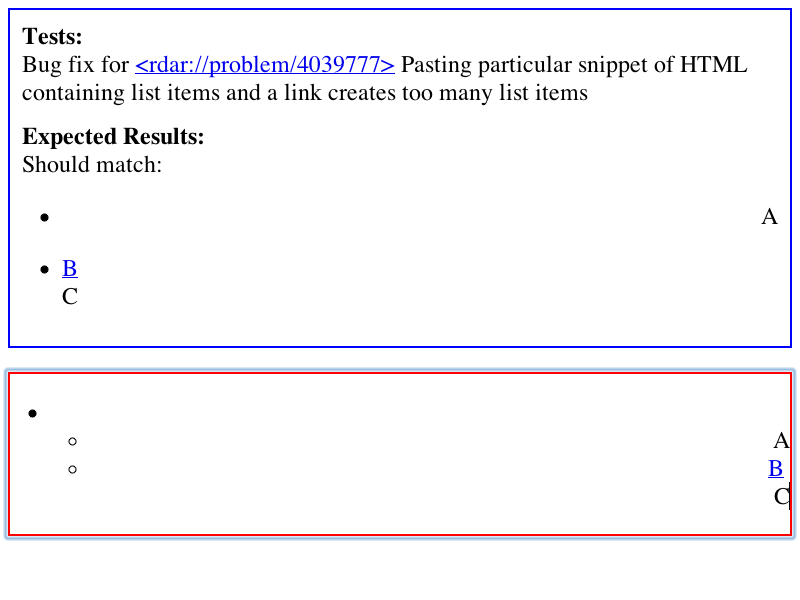 Tests:
Bug fix for <rdar://problem/4039777> Pasting particular snippet of HTML
containing list items and a link creates too many list items
Expected Results:
Should match:
A
B
C
A
B
C